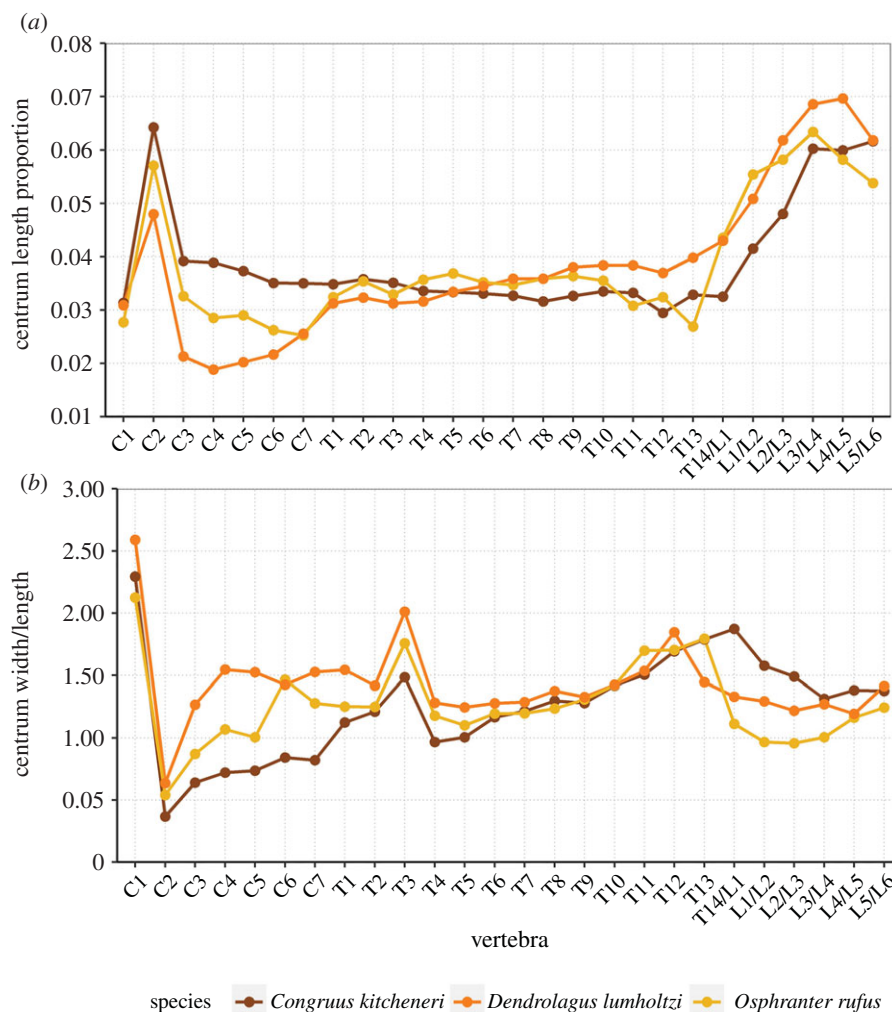 (a)
0.08
0.07
0.06
0.05
0.04
0.03
0.02
0.01
centrum length proportion
C1 C2 C3 C4 C5 C6 C7 T1 T2 T3 T4 T5 T6 T7 T8 T9 T10 T11 T12 T13 T14/L1 L1/L2 L2/L3 L3/L4 L4/L5 L5/L6
(b)
3.00
2.50
2.00
1.50
1.00
0.05
0
centrum width/length
C1 C2 C3 C4 C5 C6 C7 T1 T2 T3 T4 T5 T6 T7 T8 T9 T10 T11 T12 T13 T14/L1 L1/L2 L2/L3 L3/L4 L4/L5 L5/L6
vertebra
species Congruus kitcheneri Dendrolagus lumholtzi Osphranter rufus